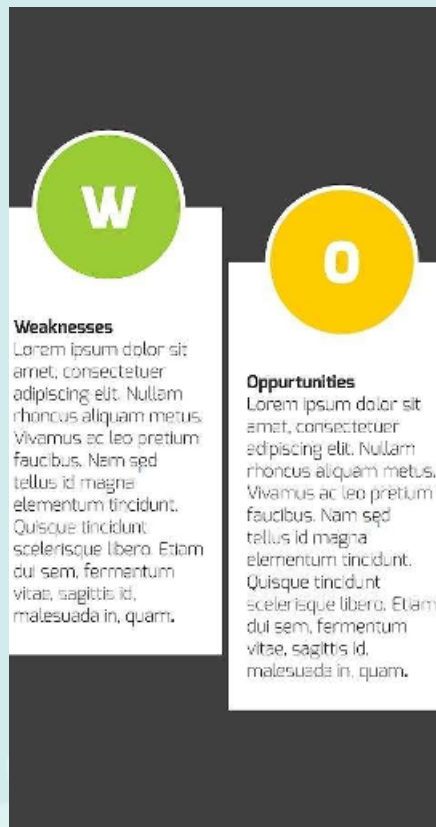 W
Weaknesses
Lorem ipsum dolor sit
amet, consectetuer
adipiscing elit. Nullam
rhoncus aliquam metus.
Vivamus ac leo pretium
faucibus. Nam sed
tellus id magna
elementum tincidunt.
Quisque tincidunt
scelerisque libero. Etiam
dui sem, fermentum
vitae, sagittis id,
malesuada in, quam.
O
Oppurtunities
Lorem ipsum dolor sit
amet, consectetuer
adipiscing elit. Nullam
rhoncus aliquam metus.
Vivamus ac leo pretium
faucibus. Nam sed
tellus id magna
elementum tincidunt.
Quisque tincidunt
scelerisque libero. Etiam
dui sem, fermentum
vitae, sagittis id,
malesuada in, quam.